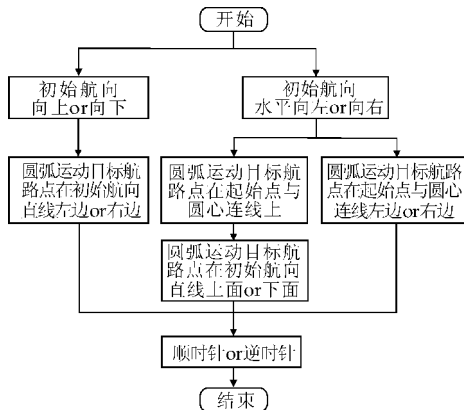 开始
初始航向
向上or向下
初始航向
水平向左or向右
圆弧运动目标航
路点在初始航向
直线左边or右边
圆弧运动目标航
路点在起始点与
圆心连线上
圆弧运动目标航路
点在起始点与圆心
连线左边or右边
圆弧运动目标航
路点在初始航向
直线上面or下面
顺时针or逆时针
结束